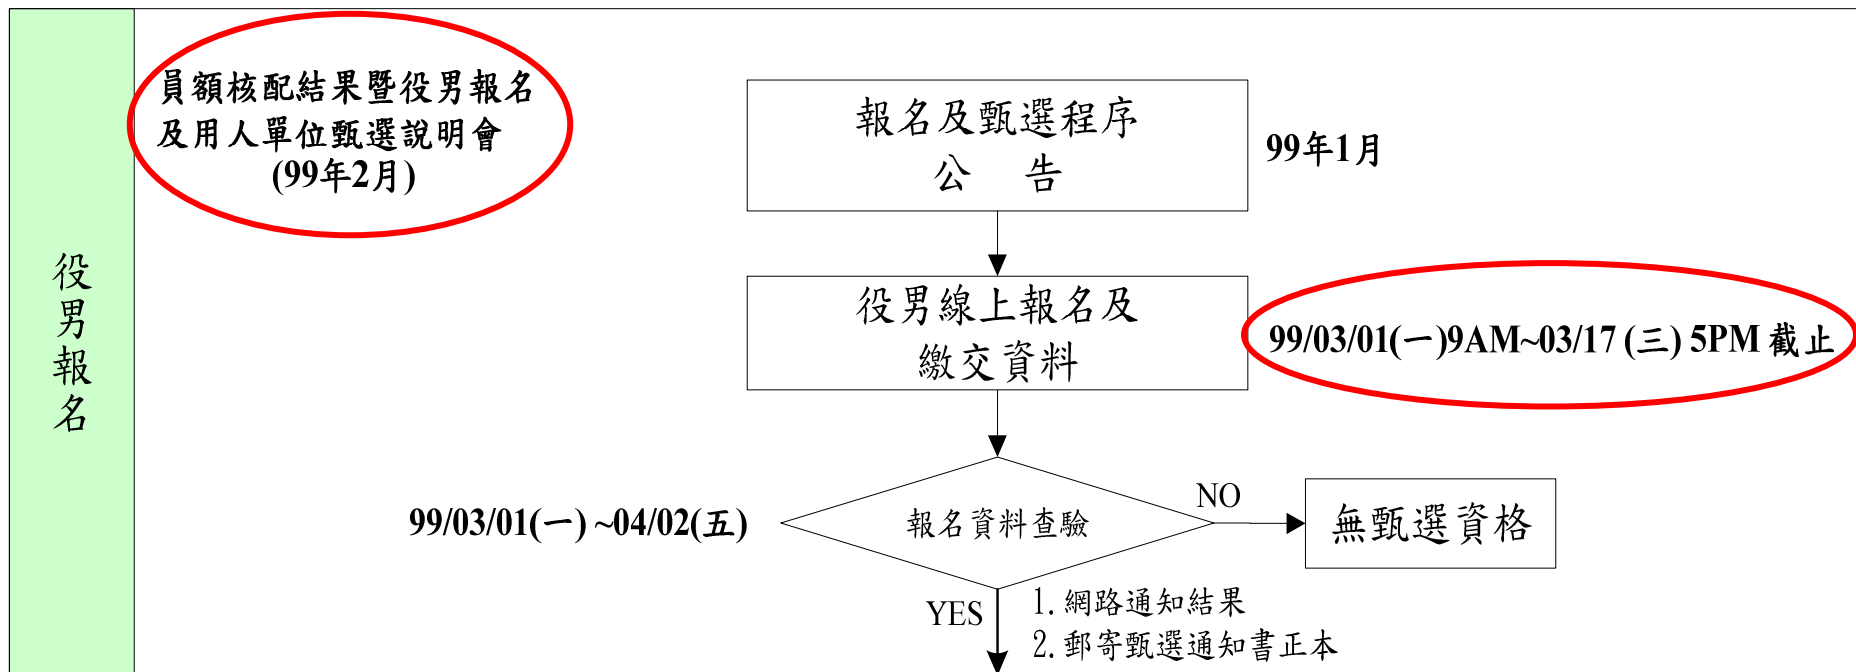 役男報名
員額核配結果暨役男報名
及用人單位甄選說明會
(99年2月)
報名及甄選程序
公 告
99年1月
役男線上報名及
繳交資料
99/03/01(一)9AM~03/17 (三) 5PM 截止
99/03/01(一) ~04/02(五)
報名資料查驗
NO
無甄選資格
YES
1. 網路通知結果
2. 郵寄甄選通知書正本